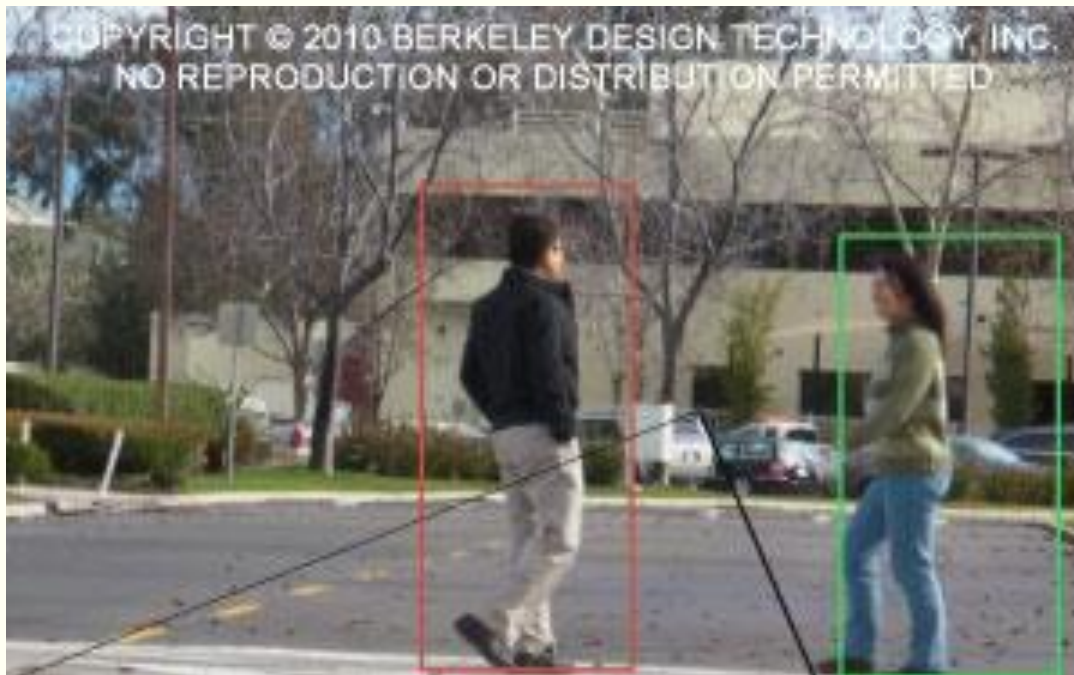 COPYRIGHT © 2010 BERKELEY DESIGN TECHNOLOGY, INC.
NO REPRODUCTION OR DISTRIBUTION PERMITTED